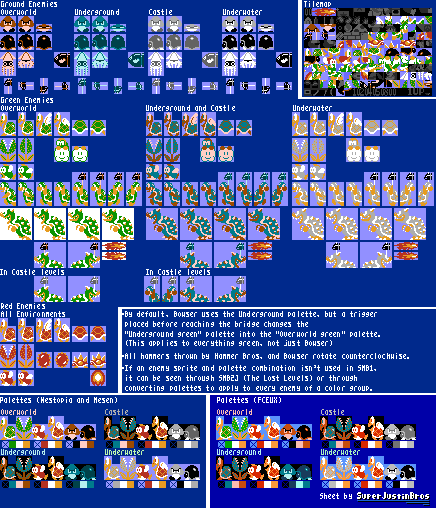 Ground Enemies
Overworld
Underground
Castle
Underwater
Tilemap
Green Enemies
Overworld
Underground and Castle
Underwater
In Castle levels
In Castle levels
Red Enemies
All Environments
•By default, Bowser uses the Underground palette, but a trigger
placed before reaching the bridge changes the
"Underground green" palette into the "Overworld green" palette.
(This applies to everything green, not just Bowser)
•All hammers thrown by Hammer Bros. and Bowser rotate counterclockwise.
•If an enemy sprite and palette combination isn't used in SMB1,
it can be seen through SMB2J (The Lost Levels) or through
converting palettes to apply to every enemy of a color group.
Palettes (Nestopia and Mesen)
Overworld
Castle
Underground
Underwater
Palettes (FCEUX)
Overworld
Castle
Underground
Underwater
Sheet by SuperJustinBros